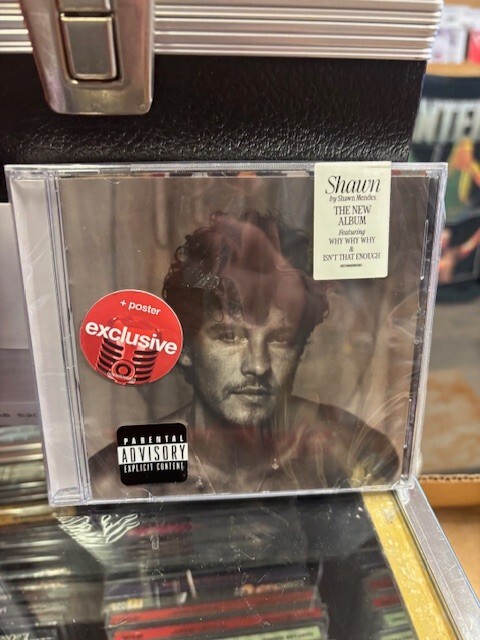 Shawn
by Shawn Mendes
THE NEW
ALBUM
Featuring
WHY WHY WHY
&
ISN'T THAT ENOUGH
+ poster
exclusive
PARENTAL
ADVISORY
EXPLICIT CONTENT